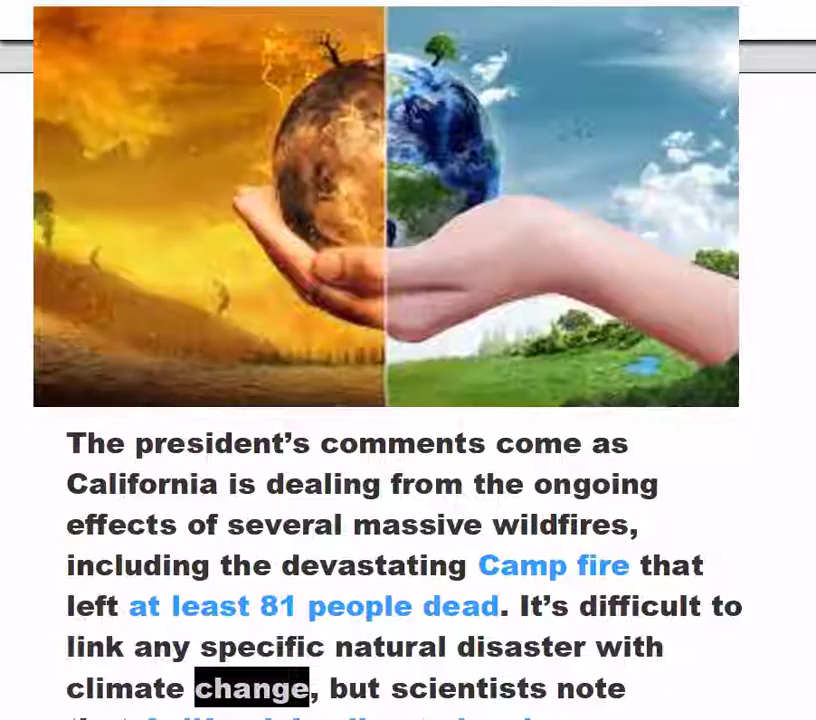 The president’s comments come as
California is dealing from the ongoing
effects of several massive wildfires,
including the devastating Camp fire that
left at least 81 people dead. It’s difficult to
link any specific natural disaster with
climate change, but scientists note